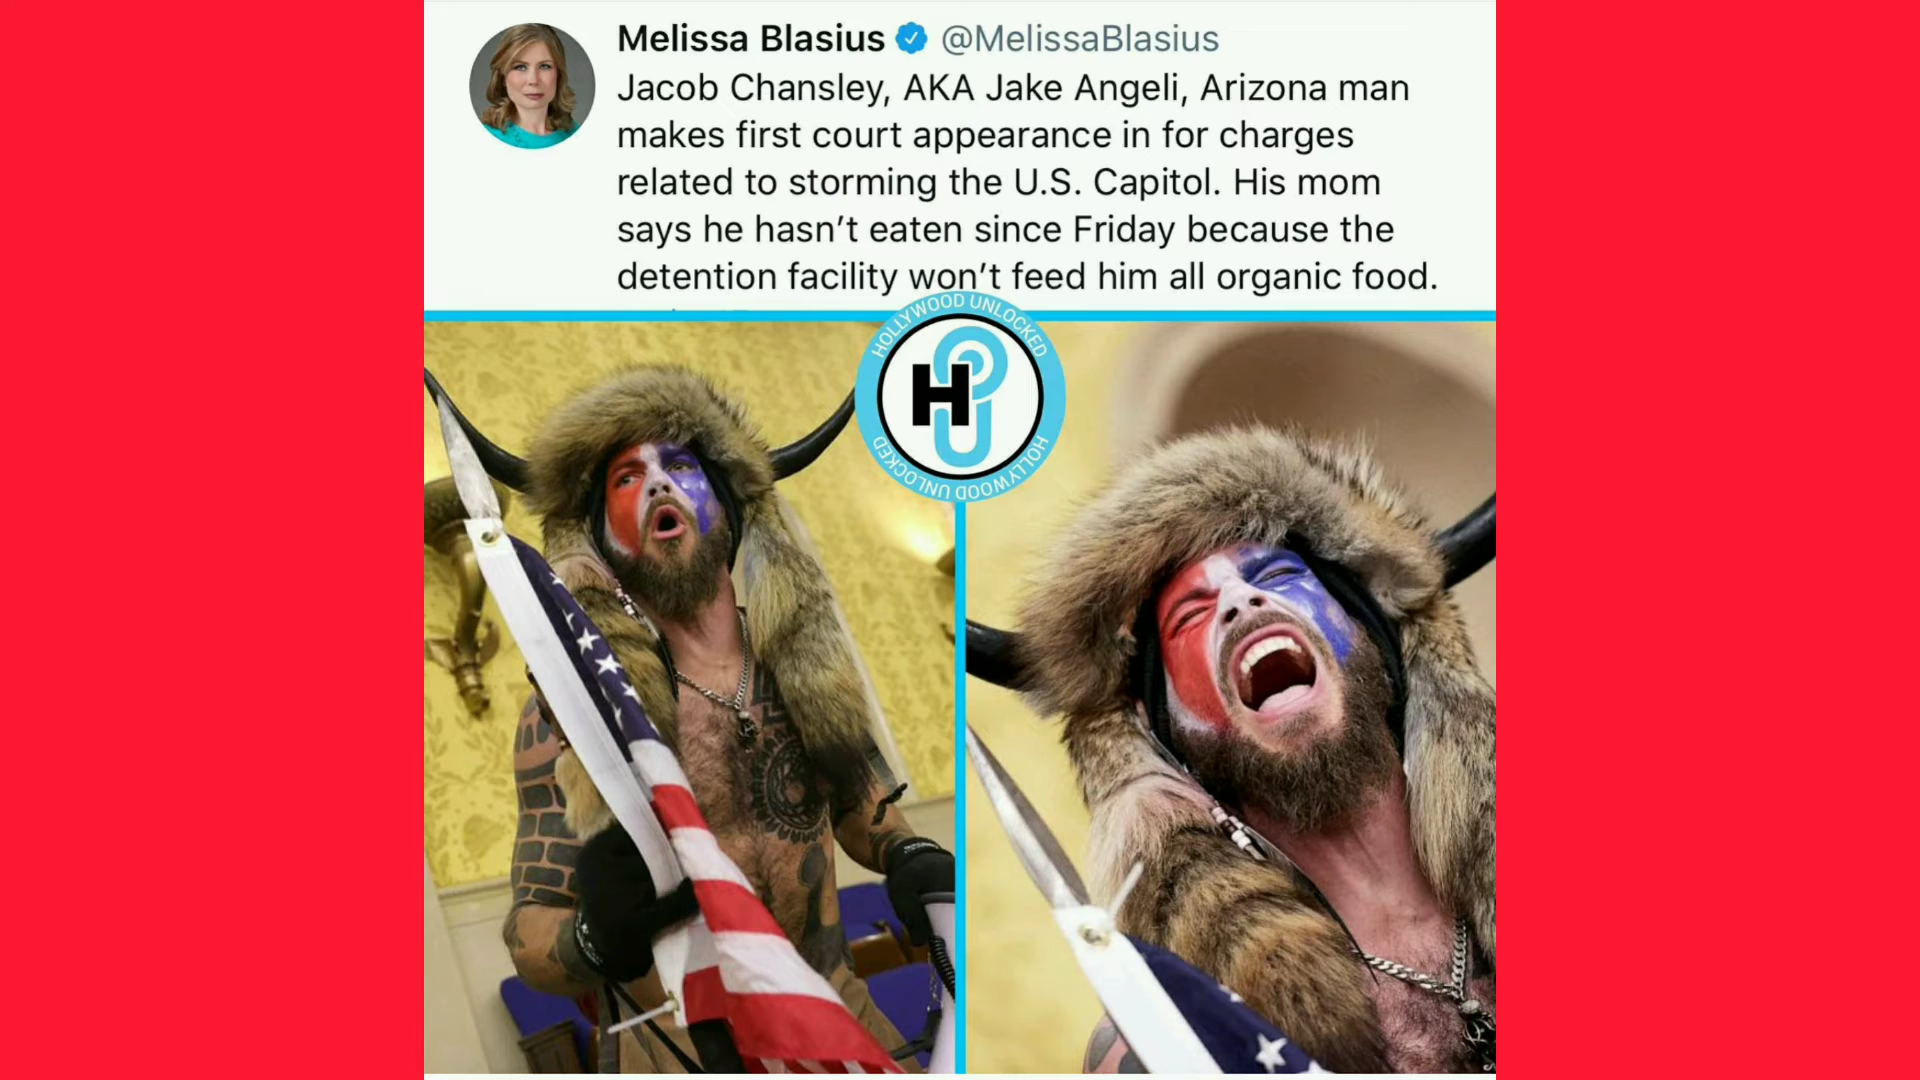 Melissa Blasius @MelissaBlasius
Jacob Chansley, AKA Jake Angeli, Arizona man
makes first court appearance in for charges
related to storming the U.S. Capitol. His mom
says he hasn't eaten since Friday because the
detention facility won't feed him all organic food.
HOLLYWOOD UNLOCKED
HU
HOLLYWOOD UNLOCKED